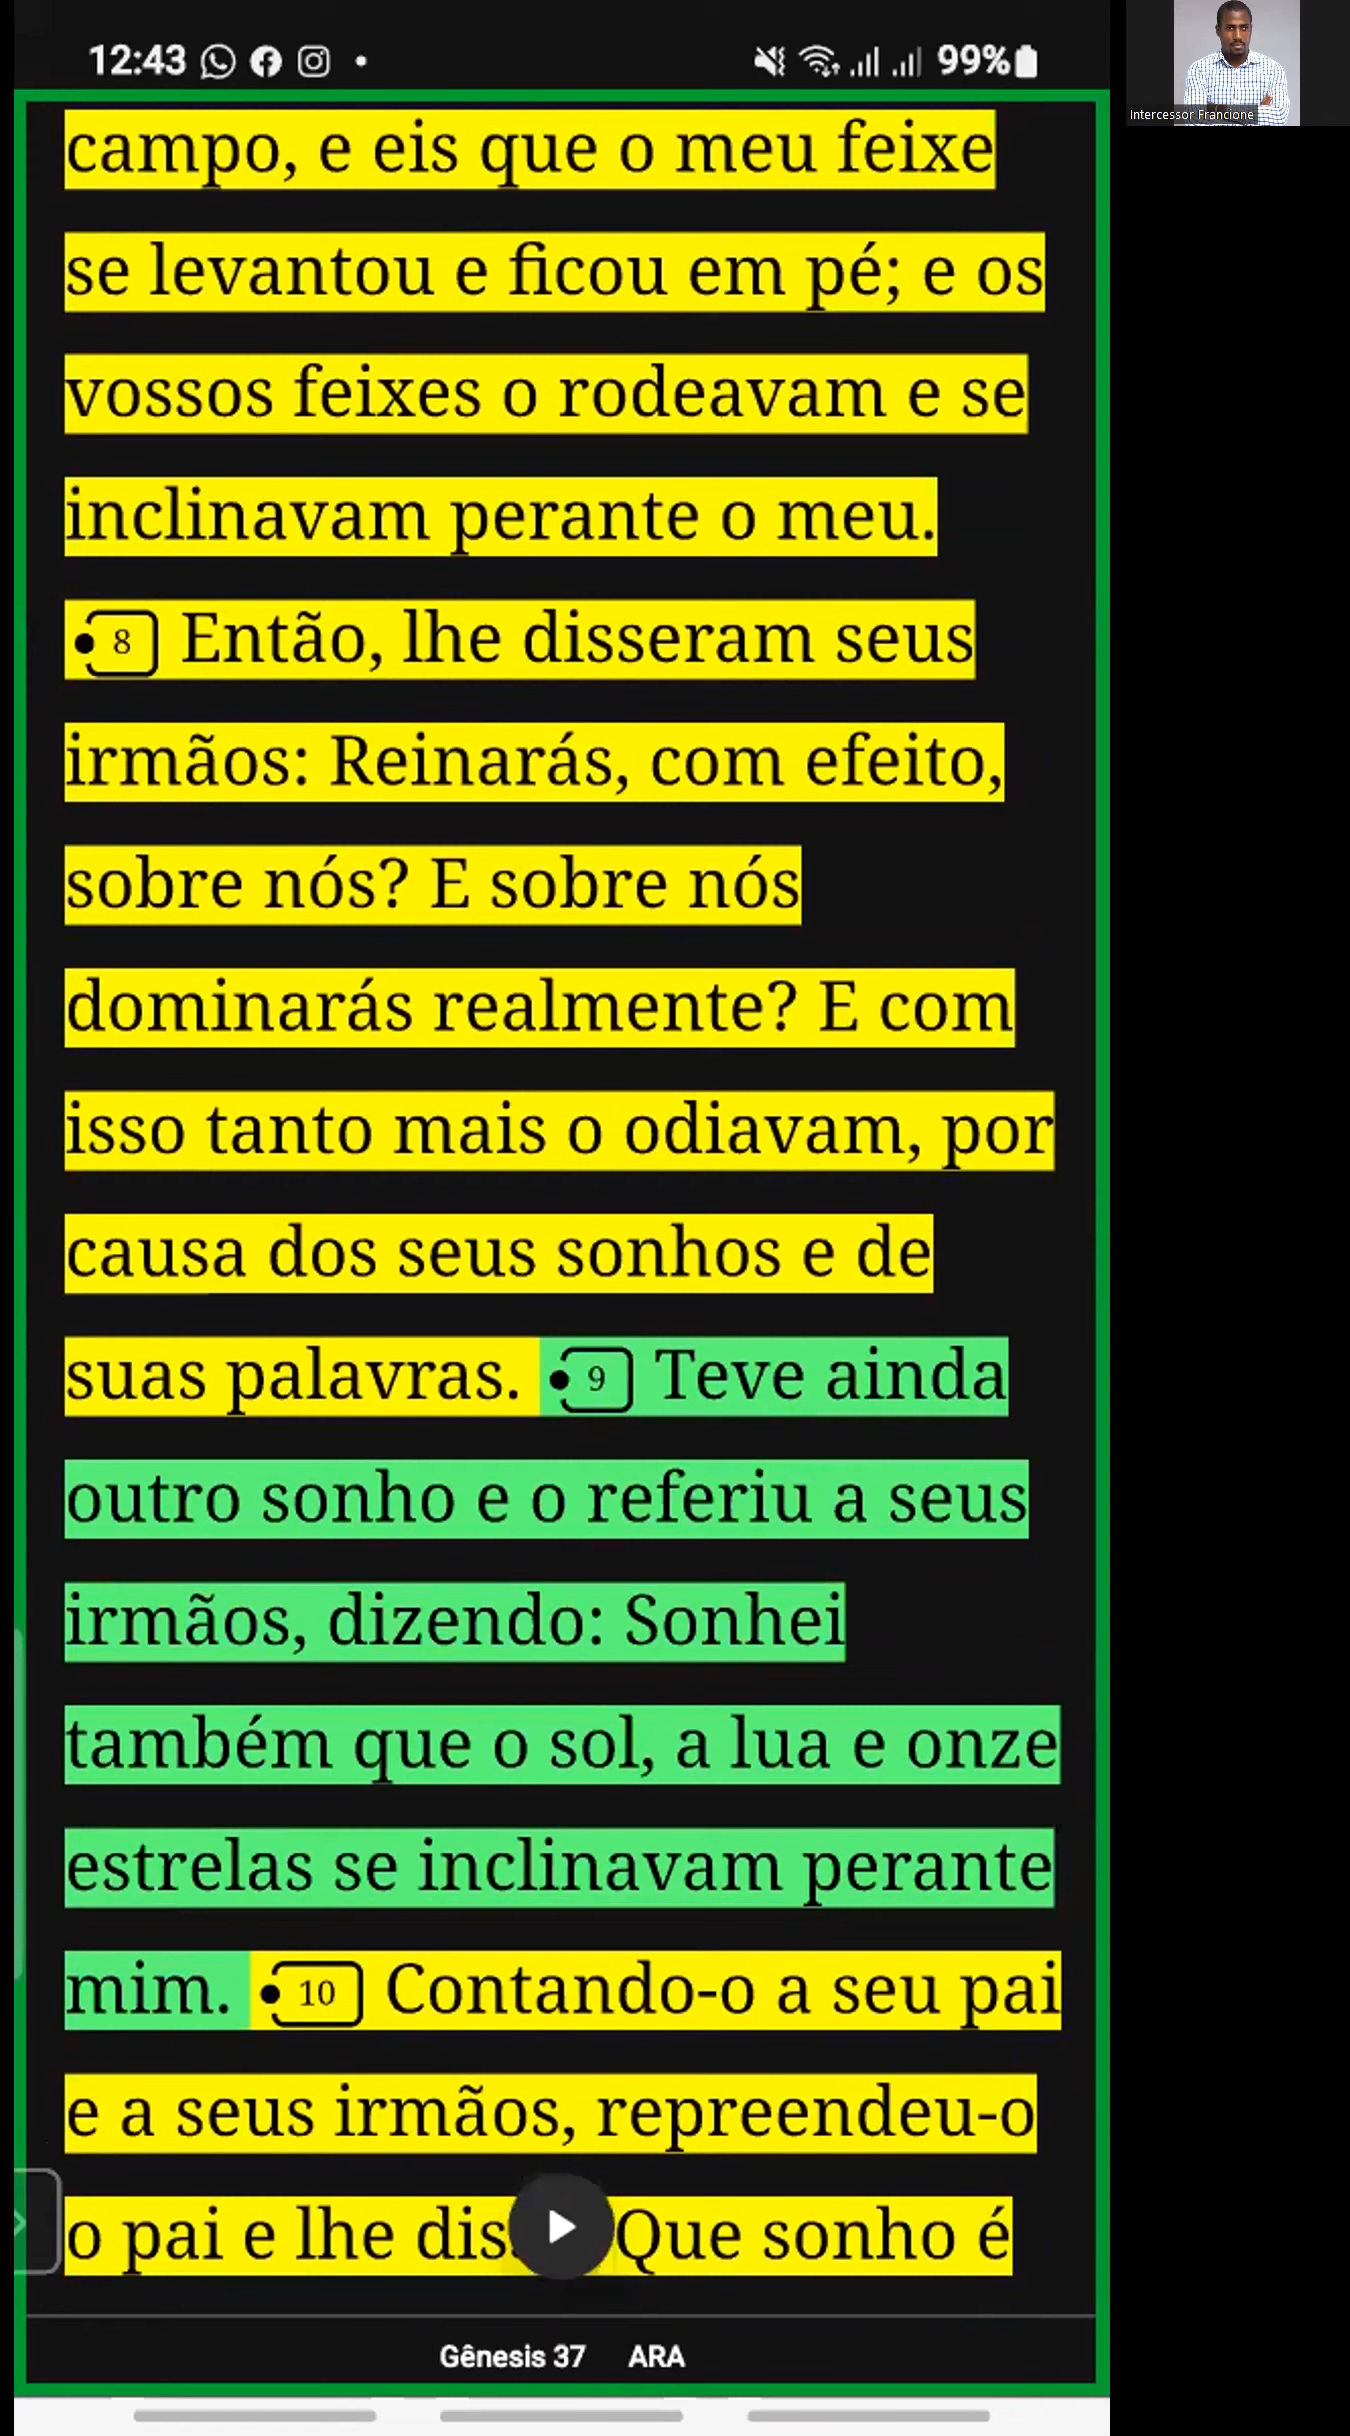 12:43
99%
Intercessor Francione
campo, e eis que o meu feixe
se levantou e ficou em pé; e os
vossos feixes o rodeavam e se
inclinavam perante o meu.
8 Então, lhe disseram seus
irmãos: Reinarás, com efeito,
sobre nós? E sobre nós
dominarás realmente? E com
isso tanto mais o odiavam, por
causa dos seus sonhos e de
suas palavras. 9 Teve ainda
outro sonho e o referiu a seus
irmãos, dizendo: Sonhei
também que o sol, a lua e onze
estrelas se inclinavam perante
mim. 10 Contando-o a seu pai
e a seus irmãos, repreendeu-o
o pai e lhe Que sonho é
Gênesis 37 ARA